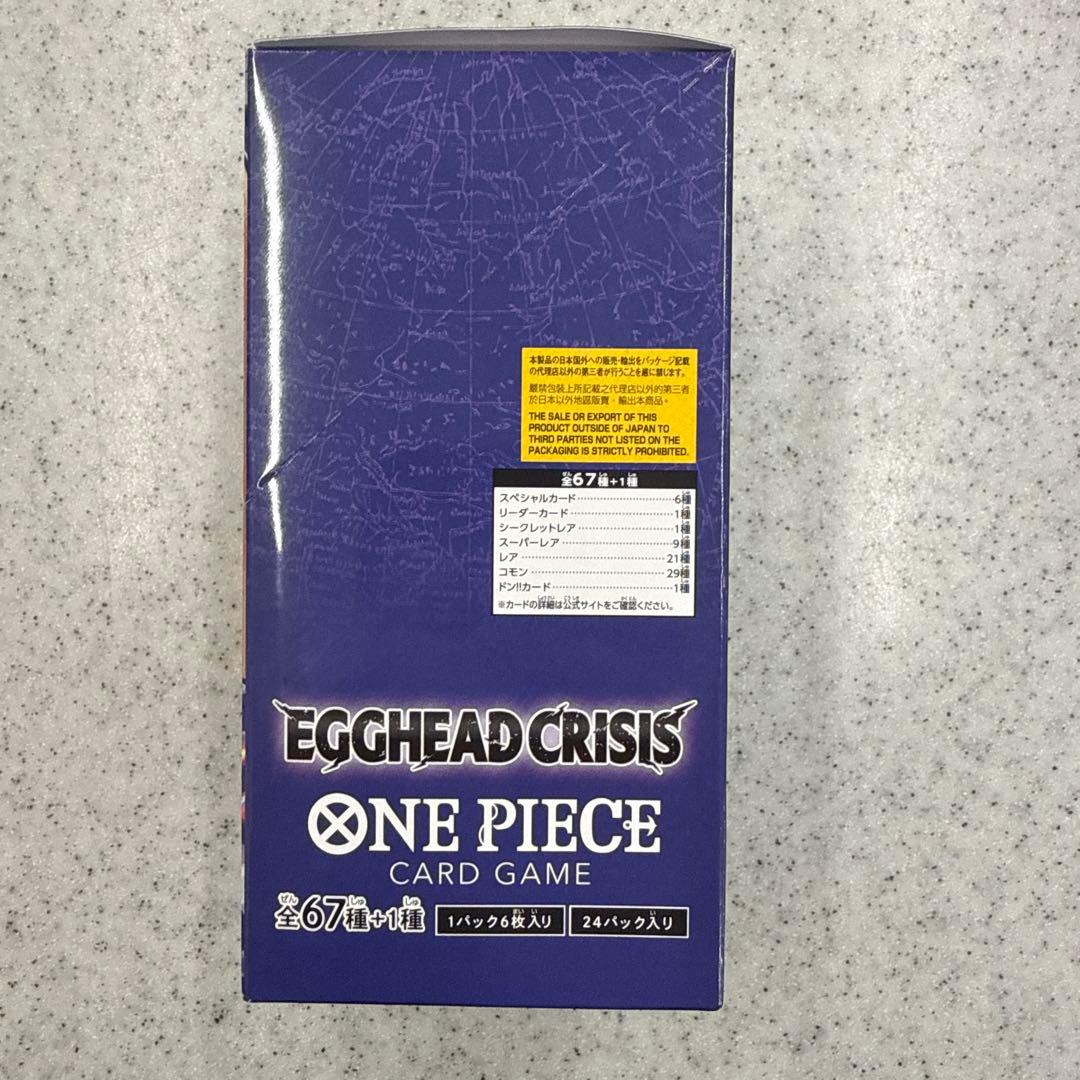 本製品の日本国外への販売・輸出をパッケージ記載
の代理店以外の第三者が行うことを厳に禁じます。
嚴禁包裝上所記載之代理店以外的第三者
於日本以外地區販賣、輸出本商品。
THE SALE OR EXPORT OF THIS
PRODUCT OUTSIDE OF JAPAN TO
THIRD PARTIES NOT LISTED ON THE
PACKAGING IS STRICTLY PROHIBITED.
全67種+1種
スペシャルカード 6種
リーダーカード 1種
シークレットレア 1種
スーパーレア 9種
レア 21種
コモン 29種
ドン!!カード 1種
※カードの詳細は公式サイトをご確認ください。
EGGHEAD CRISIS
ONE PIECE
CARD GAME
全67種+1種 1パック6枚入り 24パック入り